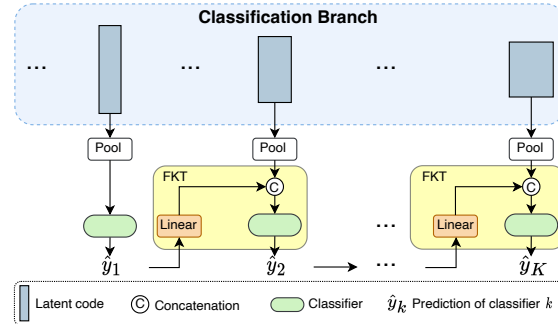 Classification Branch
... ... ...
Pool Pool Pool
FKT FKT
C C
Linear ... Linear
ŷ₁ ŷ₂ ... ŷ_K
Latent code C Concatenation Classifier ŷₖ Prediction of classifier k